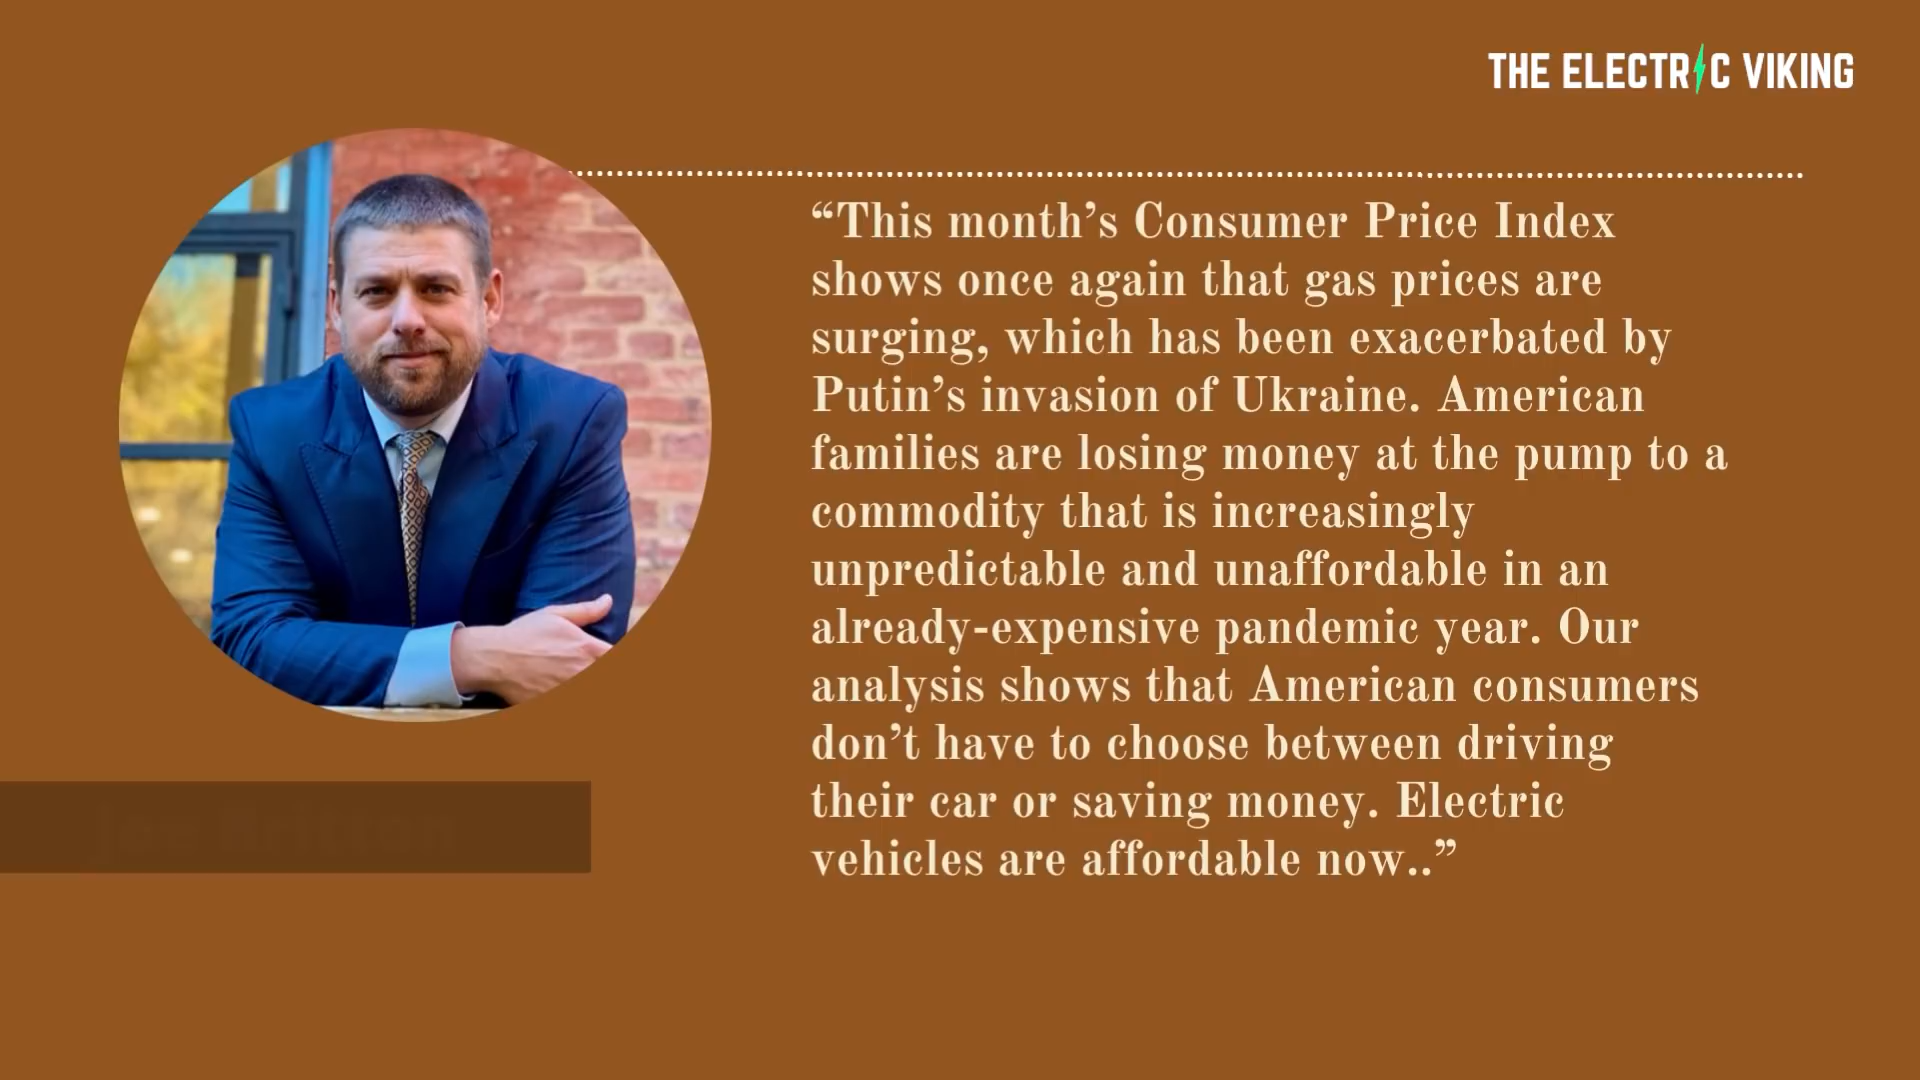 THE ELECTRIC VIKING
“This month’s Consumer Price Index
shows once again that gas prices are
surging, which has been exacerbated by
Putin’s invasion of Ukraine. American
families are losing money at the pump to a
commodity that is increasingly
unpredictable and unaffordable in an
already-expensive pandemic year. Our
analysis shows that American consumers
don’t have to choose between driving
their car or saving money. Electric
vehicles are affordable now..”
Joe Britton